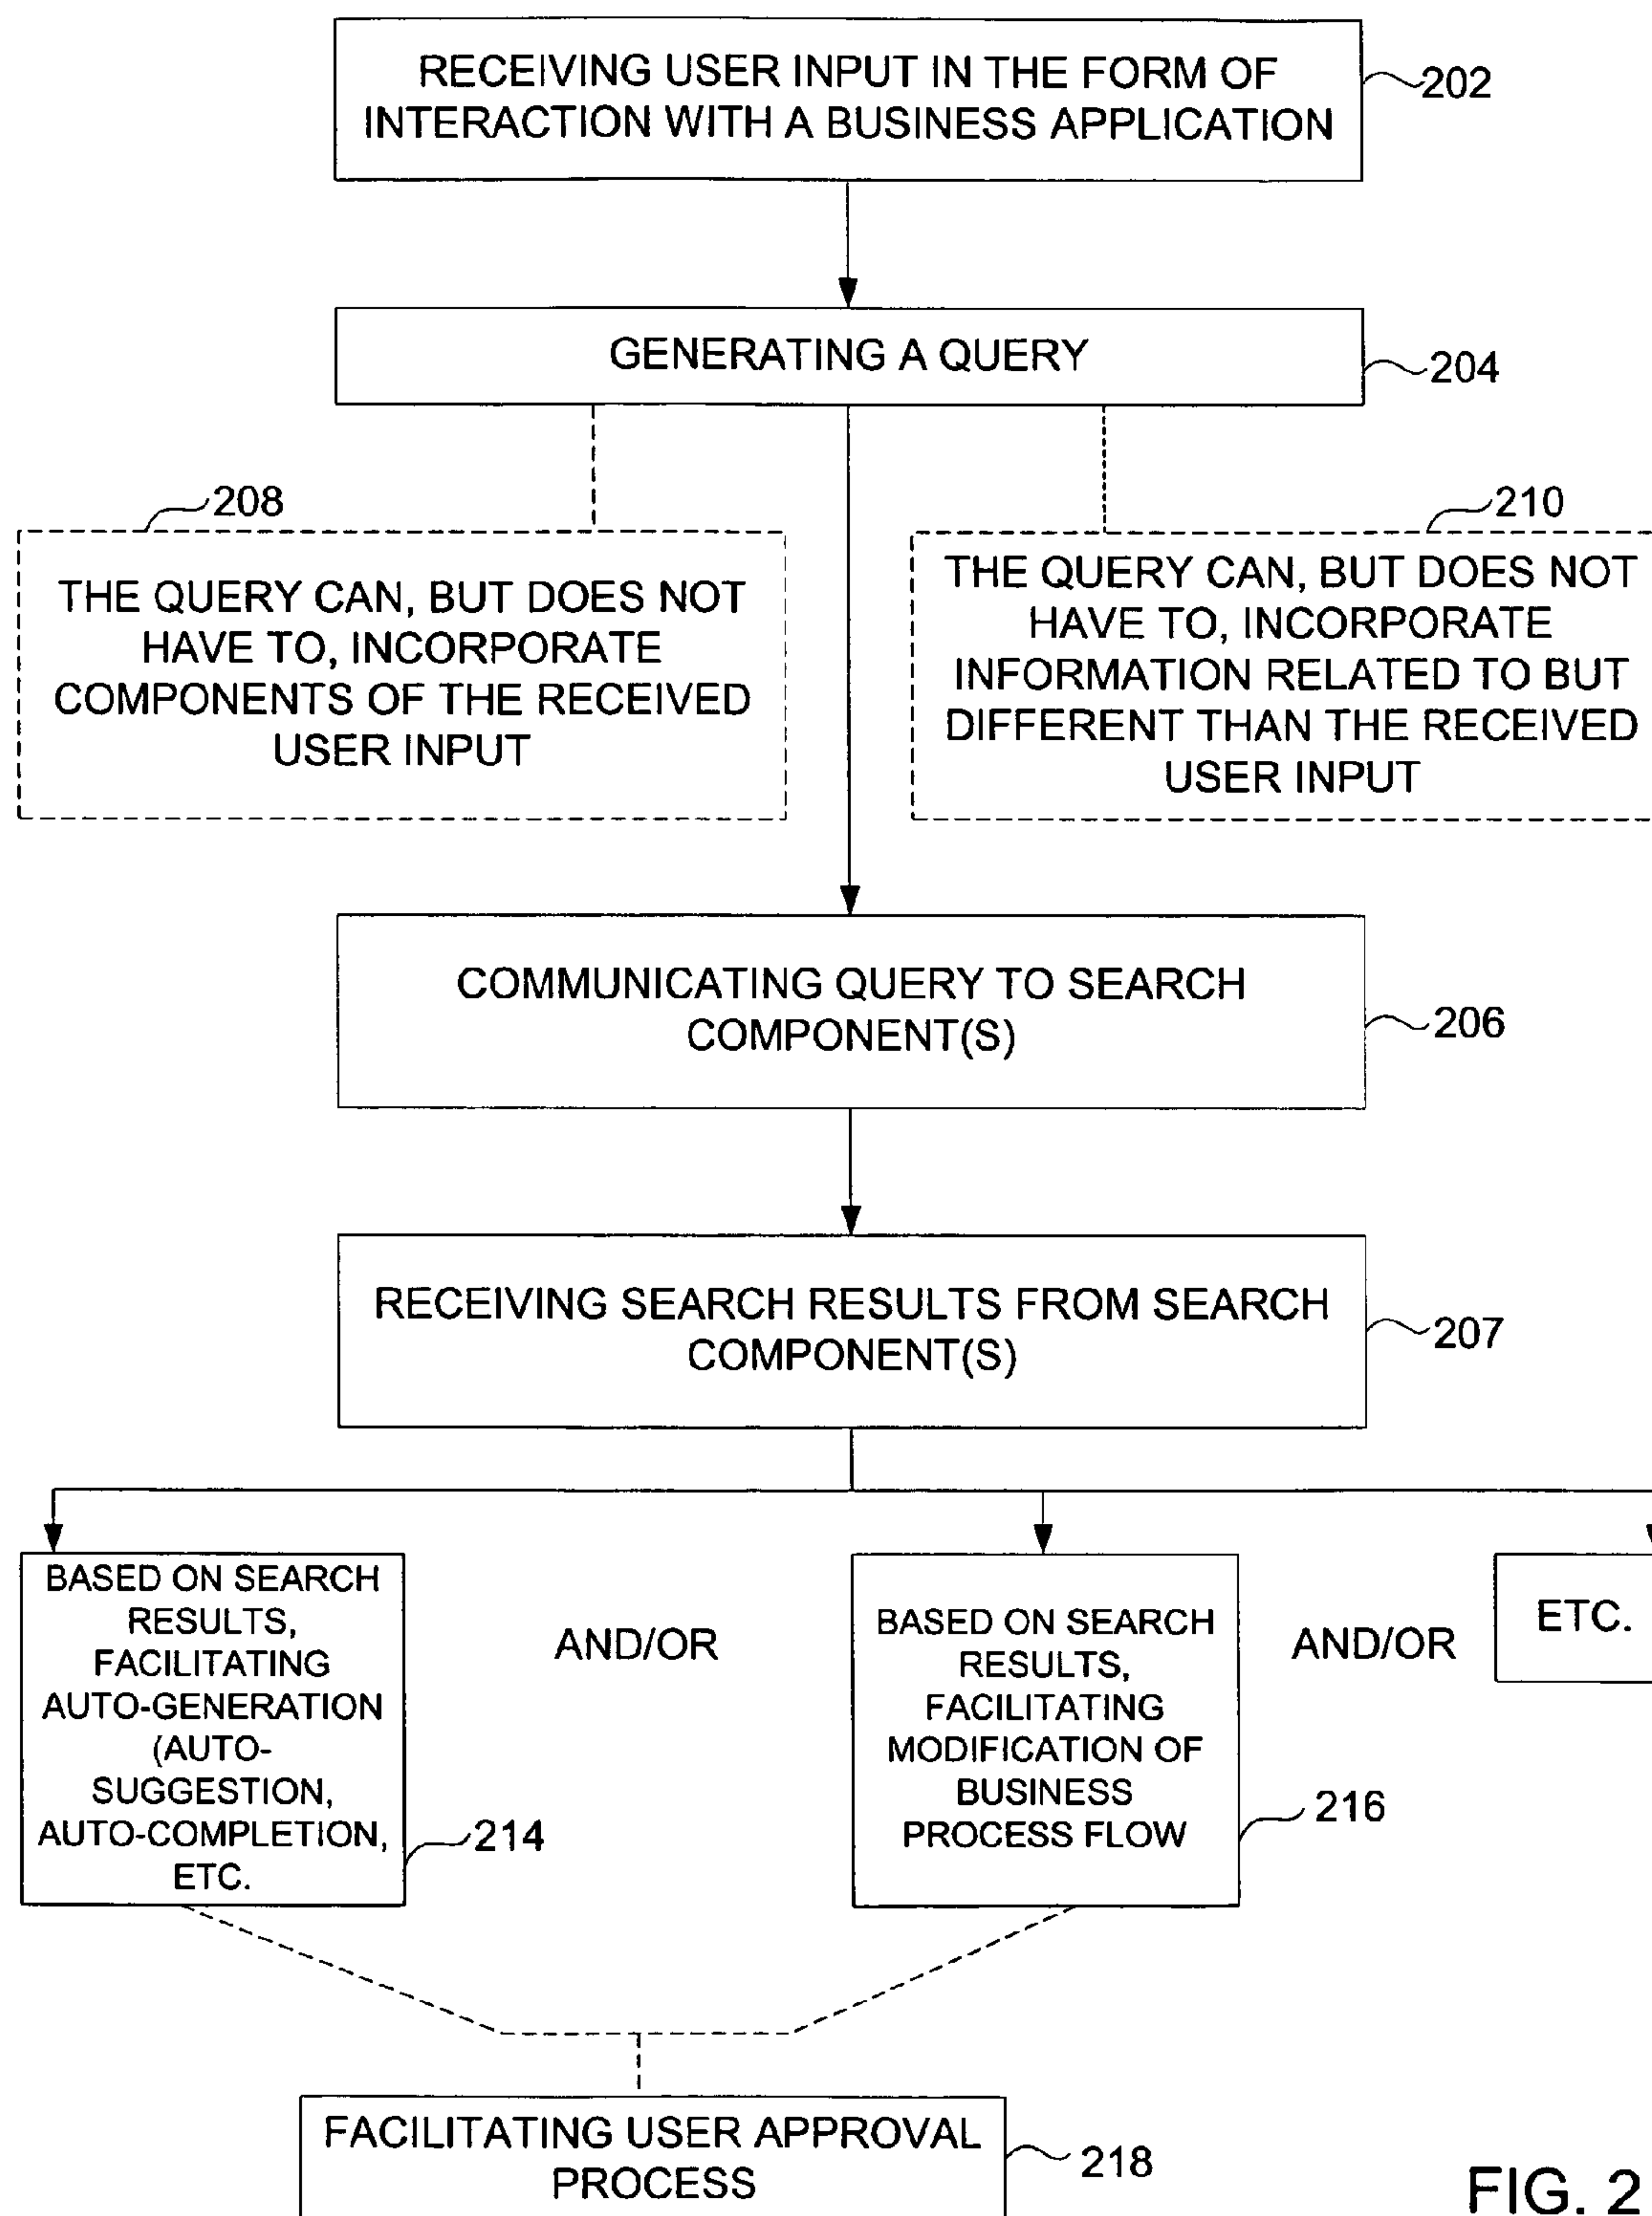 RECEIVING USER INPUT IN THE FORM OF
INTERACTION WITH A BUSINESS APPLICATION
202
GENERATING A QUERY
204
208
THE QUERY CAN, BUT DOES NOT
HAVE TO, INCORPORATE
COMPONENTS OF THE RECEIVED
USER INPUT
210
THE QUERY CAN, BUT DOES NOT
HAVE TO, INCORPORATE
INFORMATION RELATED TO BUT
DIFFERENT THAN THE RECEIVED
USER INPUT
COMMUNICATING QUERY TO SEARCH
COMPONENT(S)
206
RECEIVING SEARCH RESULTS FROM SEARCH
COMPONENT(S)
207
BASED ON SEARCH
RESULTS,
FACILITATING
AUTO-GENERATION
(AUTO-
SUGGESTION,
AUTO-COMPLETION,
ETC.
214
AND/OR
BASED ON SEARCH
RESULTS,
FACILITATING
MODIFICATION OF
BUSINESS
PROCESS FLOW
216
AND/OR
ETC.
FACILITATING USER APPROVAL
PROCESS
218
FIG. 2